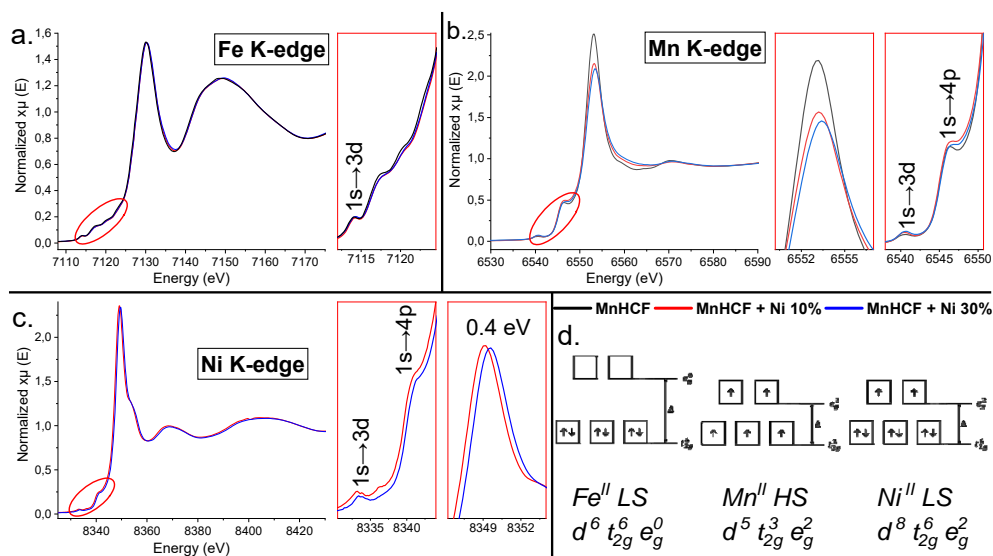 a.
Fe K-edge
Normalized xμ (E)
1,6
1,4
1,2
1,0
0,8
0,6
0,4
0,2
0,0
7110 7120 7130 7140 7150 7160 7170
Energy (eV)
1s→3d
7115 7120
b.
Mn K-edge
Normalized xμ (E)
2,5
2,0
1,5
1,0
0,5
0,0
6530 6540 6550 6560 6570 6580 6590
Energy (eV)
6552 6555
1s→3d
1s→4p
6540 6545 6550
c.
Ni K-edge
Normalized xμ (E)
2,0
1,5
1,0
0,5
0,0
8340 8360 8380 8400 8420
Energy (eV)
1s→3d
1s→4p
8335 8340
0.4 eV
8349 8352
MnHCF MnHCF + Ni 10% MnHCF + Ni 30%
d.
Δ Δ Δ
Fe^II LS
d^6 t_2g^6 e_g^0
Mn^II HS
d^5 t_2g^3 e_g^2
Ni^II LS
d^8 t_2g^6 e_g^2